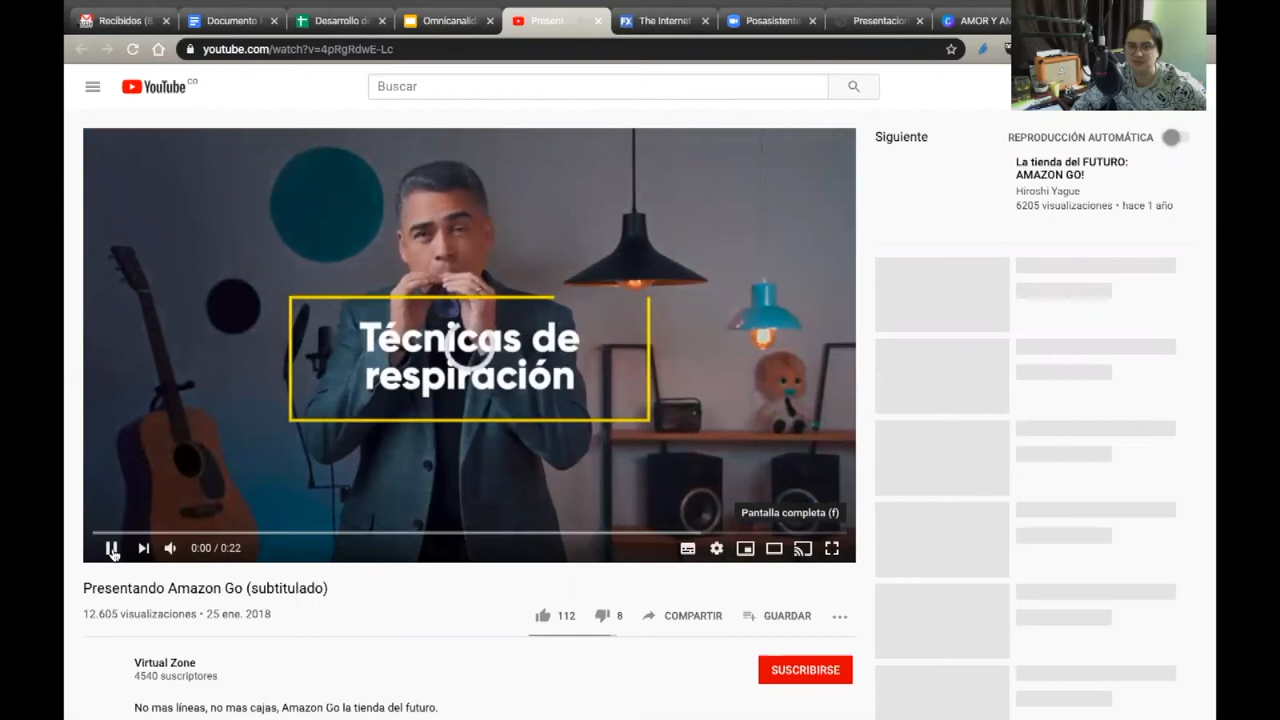 Recibidos (8
Documento
Desarrollo de
Omnicanalid
Present
The Internet
Posasistente
Presentacion
AMOR Y AM
youtube.com/watch?v=4pRgRdwE-Lc
YouTube CO
Buscar
Siguiente
REPRODUCCIÓN AUTOMÁTICA
La tienda del FUTURO:
AMAZON GO!
Hiroshi Yague
6205 visualizaciones • hace 1 año
Técnicas de
respiración
Pantalla completa (f)
0:00 / 0:22
Presentando Amazon Go (subtitulado)
12.605 visualizaciones • 25 ene. 2018
112
8
COMPARTIR
GUARDAR
Virtual Zone
4540 suscriptores
SUSCRIBIRSE
No mas líneas, no mas cajas, Amazon Go la tienda del futuro.